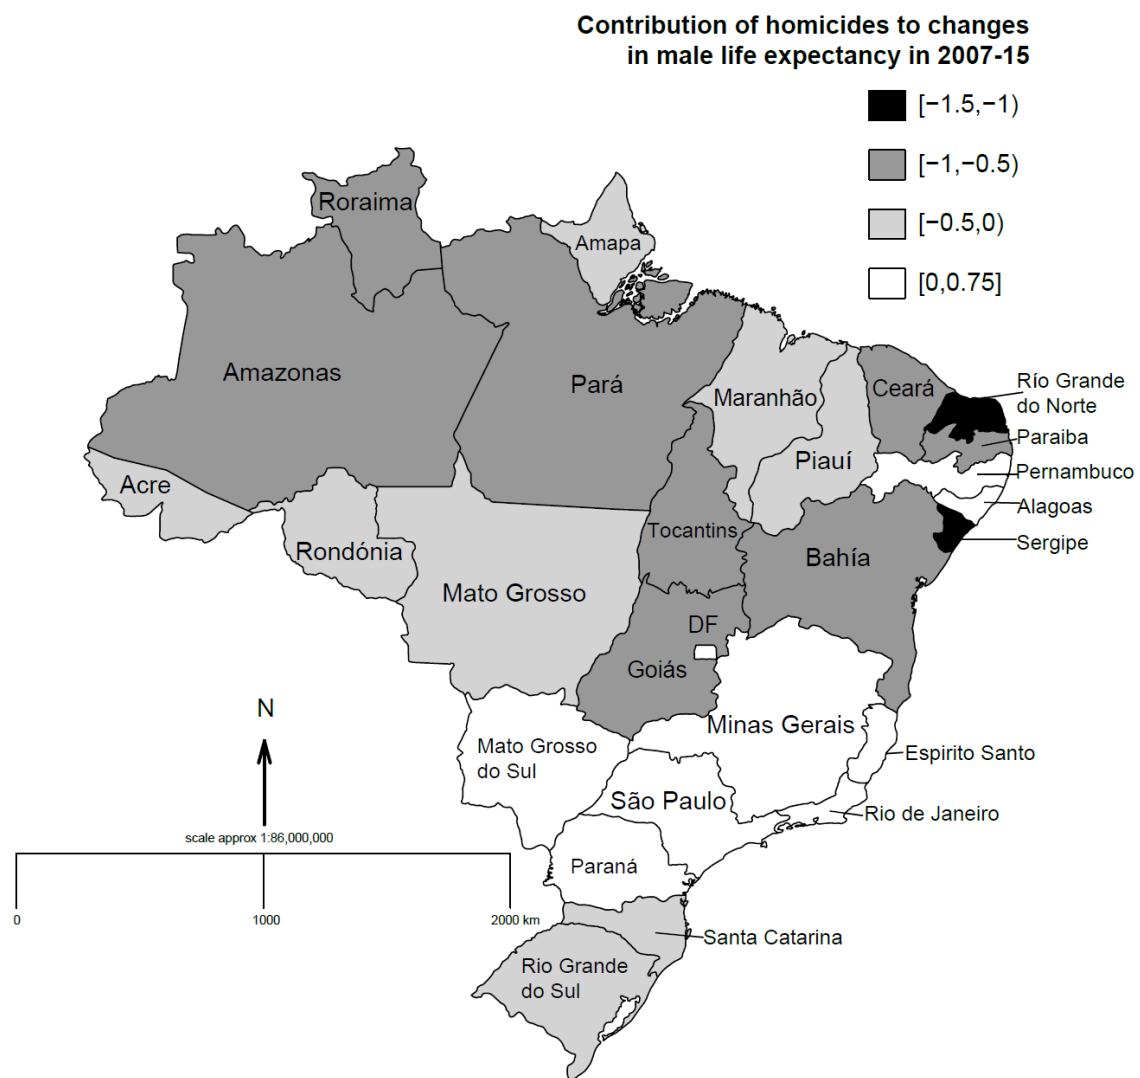 Contribution of homicides to changes
in male life expectancy in 2007-15
[−1.5,−1)
[−1,−0.5)
[−0.5,0)
[0,0.75]
Roraima
Amapa
Amazonas
Pará
Maranhão
Ceará
Río Grande
do Norte
Paraiba
Piauí
Pernambuco
Acre
Alagoas
Tocantins
Sergipe
Rondónia
Bahía
Mato Grosso
DF
Goiás
N
Minas Gerais
Mato Grosso
do Sul
Espirito Santo
São Paulo
Rio de Janeiro
scale approx 1:86,000,000
Paraná
0
1000
2000 km
Santa Catarina
Rio Grande
do Sul